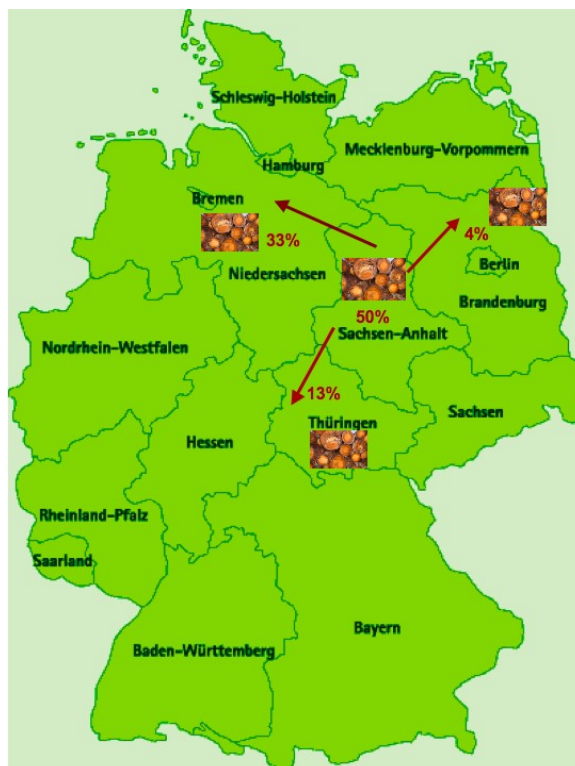 Schleswig-Holstein
Mecklenburg-Vorpommern
Hamburg
Bremen
33%
4%
Niedersachsen
Berlin
Brandenburg
50%
Sachsen-Anhalt
Nordrhein-Westfalen
13%
Sachsen
Thüringen
Hessen
Rheinland-Pfalz
Saarland
Bayern
Baden-Württemberg